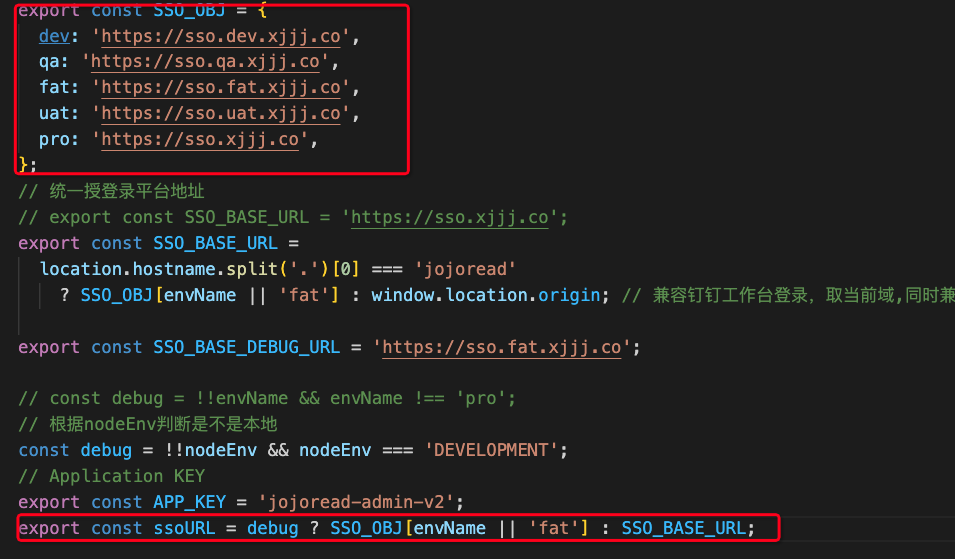 export const SSO_OBJ = {
dev: 'https://sso.dev.xjjj.co',
qa: 'https://sso.qa.xjjj.co',
fat: 'https://sso.fat.xjjj.co',
uat: 'https://sso.uat.xjjj.co',
pro: 'https://sso.xjjj.co',
};
// 统一授登录平台地址
// export const SSO_BASE_URL = 'https://sso.xjjj.co';
export const SSO_BASE_URL =
location.hostname.split('.')[0] === 'jojoread'
? SSO_OBJ[envName || 'fat'] : window.location.origin; // 兼容钉钉工作台登录, 取当前域,同时兼
export const SSO_BASE_DEBUG_URL = 'https://sso.fat.xjjj.co';
// const debug = !!envName && envName !== 'pro';
// 根据nodeEnv判断是不是本地
const debug = !!nodeEnv && nodeEnv === 'DEVELOPMENT';
// Application KEY
export const APP_KEY = 'jojoread-admin-v2';
export const ssoURL = debug ? SSO_OBJ[envName || 'fat'] : SSO_BASE_URL;